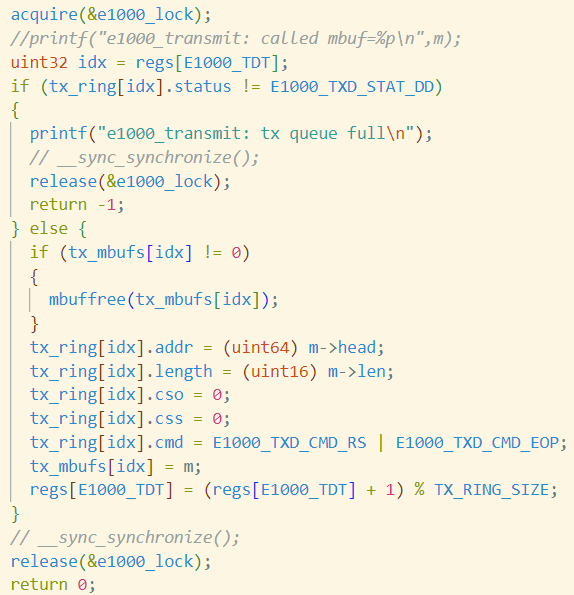 acquire(&e1000_lock);
//printf("e1000_transmit: called mbuf=%p\n",m);
uint32 idx = regs[E1000_TDT];
if (tx_ring[idx].status != E1000_TXD_STAT_DD)
{
  printf("e1000_transmit: tx queue full\n");
  // __sync_synchronize();
  release(&e1000_lock);
  return -1;
} else {
  if (tx_mbufs[idx] != 0)
  {
    mbuffree(tx_mbufs[idx]);
  }
  tx_ring[idx].addr = (uint64) m->head;
  tx_ring[idx].length = (uint16) m->len;
  tx_ring[idx].cso = 0;
  tx_ring[idx].css = 0;
  tx_ring[idx].cmd = E1000_TXD_CMD_RS | E1000_TXD_CMD_EOP;
  tx_mbufs[idx] = m;
  regs[E1000_TDT] = (regs[E1000_TDT] + 1) % TX_RING_SIZE;
}
// __sync_synchronize();
release(&e1000_lock);
return 0;